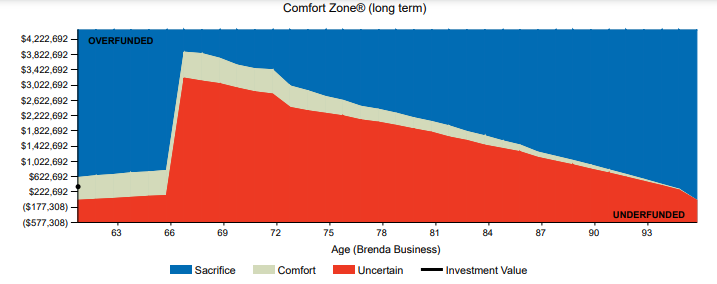 Comfort Zone® (long term)
$4,222,692
OVERFUNDED
$3,822,692
$3,422,692
$3,022,692
$2,622,692
$2,222,692
$1,822,692
$1,422,692
$1,022,692
$622,692
$222,692
($177,308)
($577,308)
UNDERFUNDED
63 66 69 72 75 78 81 84 87 90 93
Age (Brenda Business)
Sacrifice Comfort Uncertain Investment Value